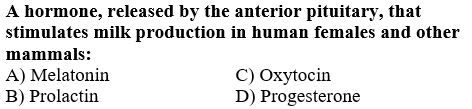 A hormone, released by the anterior pituitary, that
stimulates milk production in human females and other
mammals:
A) Melatonin C) Oxytocin
B) Prolactin D) Progesterone